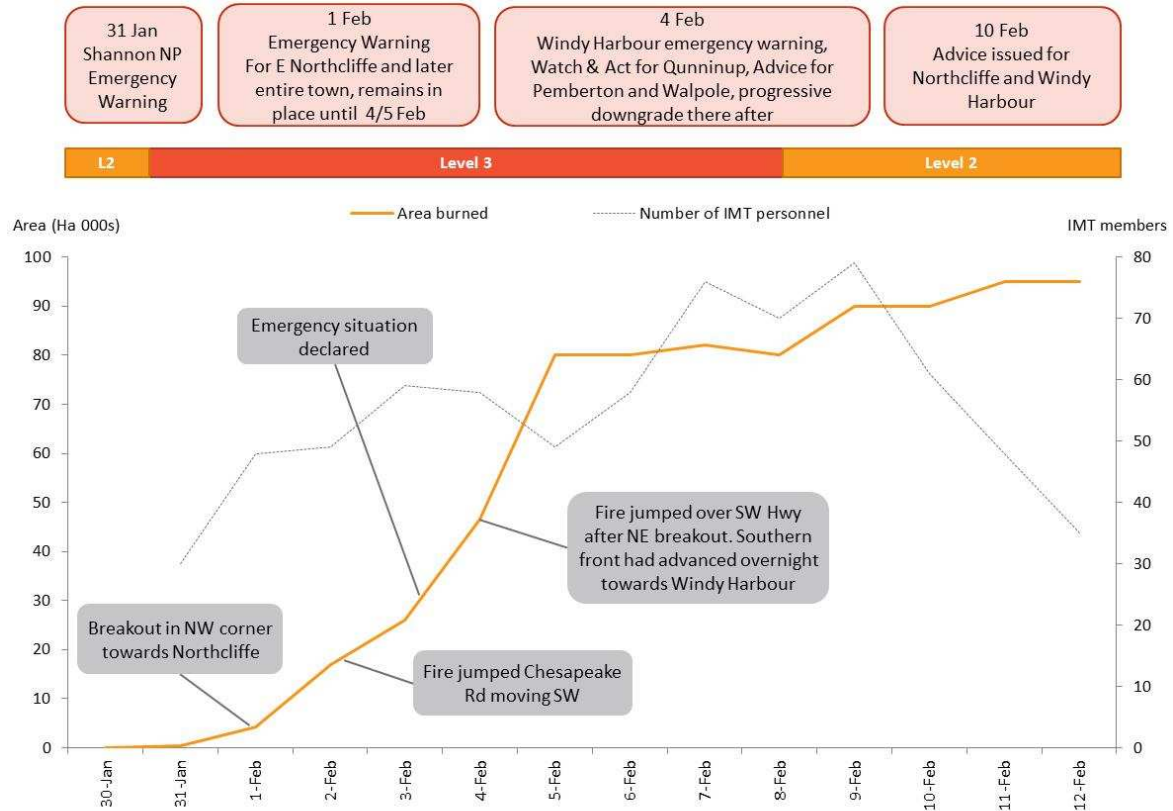 31 Jan
Shannon NP
Emergency
Warning
1 Feb
Emergency Warning
For E Northcliffe and later
entire town, remains in
place until 4/5 Feb
4 Feb
Windy Harbour emergency warning,
Watch & Act for Qunninup, Advice for
Pemberton and Walpole, progressive
downgrade there after
10 Feb
Advice issued for
Northcliffe and Windy
Harbour
L2
Level 3
Level 2
Area burned
Number of IMT personnel
Area (Ha 000s)
IMT members
100
90
80
70
60
50
40
30
20
10
0
80
70
60
50
40
30
20
10
0
Emergency situation
declared
Fire jumped over SW Hwy
after NE breakout. Southern
front had advanced overnight
towards Windy Harbour
Breakout in NW corner
towards Northcliffe
Fire jumped Chesapeake
Rd moving SW
30-Jan
31-Jan
1-Feb
2-Feb
3-Feb
4-Feb
5-Feb
6-Feb
7-Feb
8-Feb
9-Feb
10-Feb
11-Feb
12-Feb